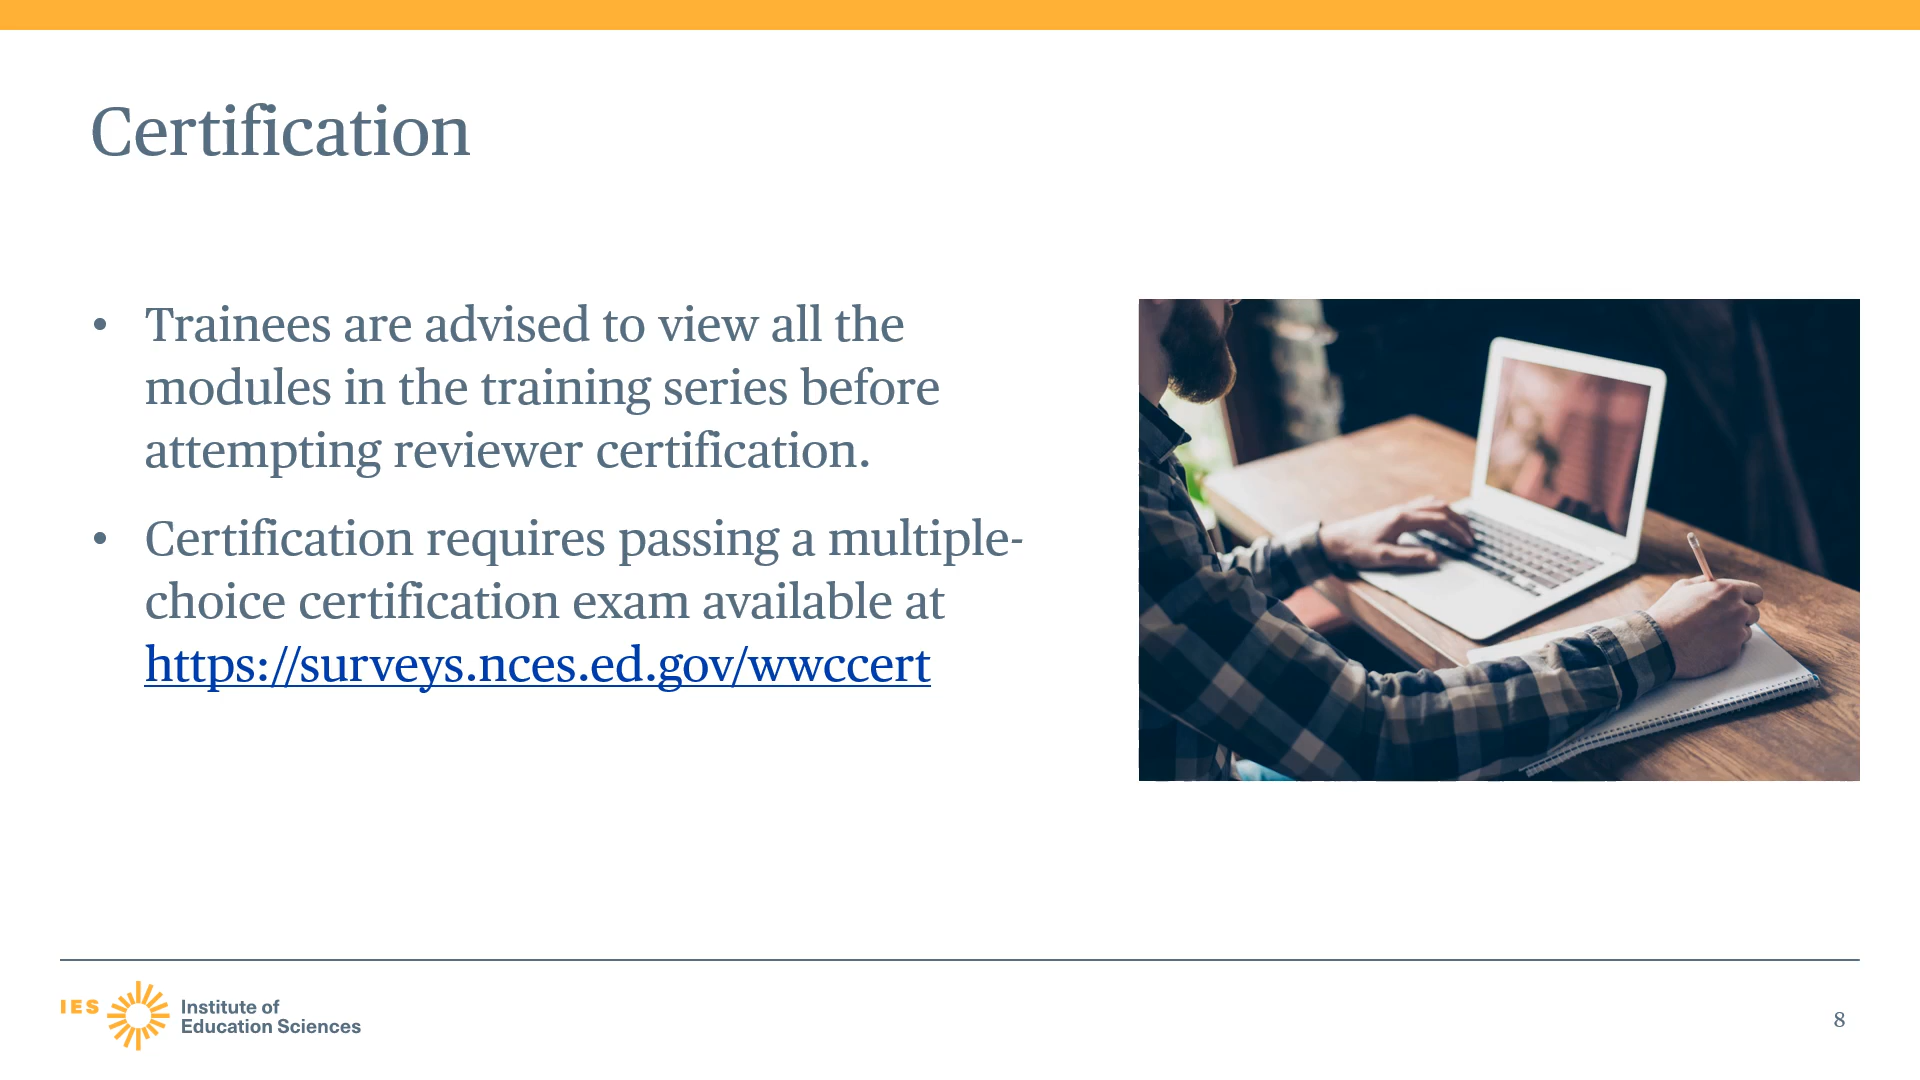 Certification
• Trainees are advised to view all the
modules in the training series before
attempting reviewer certification.
• Certification requires passing a multiple-
choice certification exam available at
https://surveys.nces.ed.gov/wwccert
IES
Institute of
Education Sciences
8